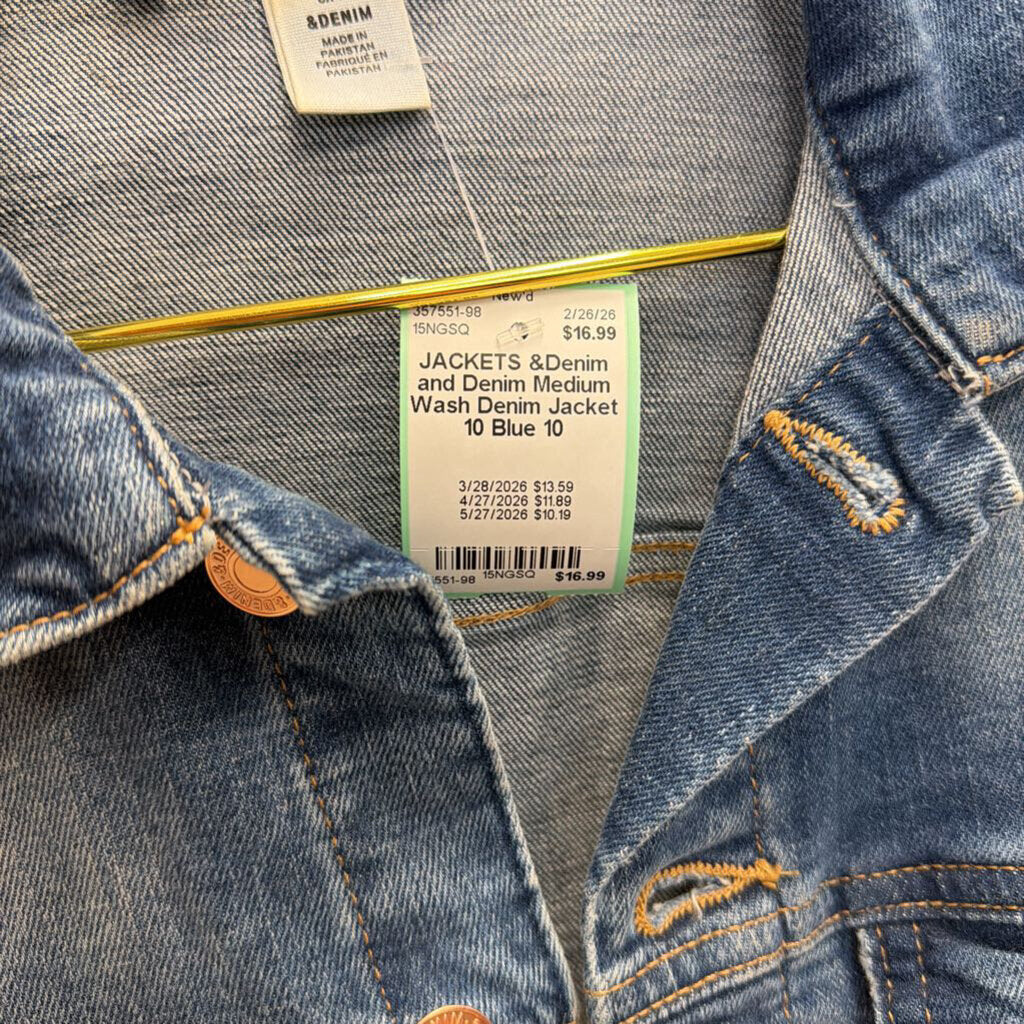 &DENIM
MADE IN
PAKISTAN
FABRIQUÉ EN
PAKISTAN
New'd
357551-98 2/26/26
15NGSQ $16.99
JACKETS &Denim
and Denim Medium
Wash Denim Jacket
10 Blue 10
3/28/2026 $13.59
4/27/2026 $11.89
5/27/2026 $10.19
551-98 15NGSQ $16.99
&DENIM